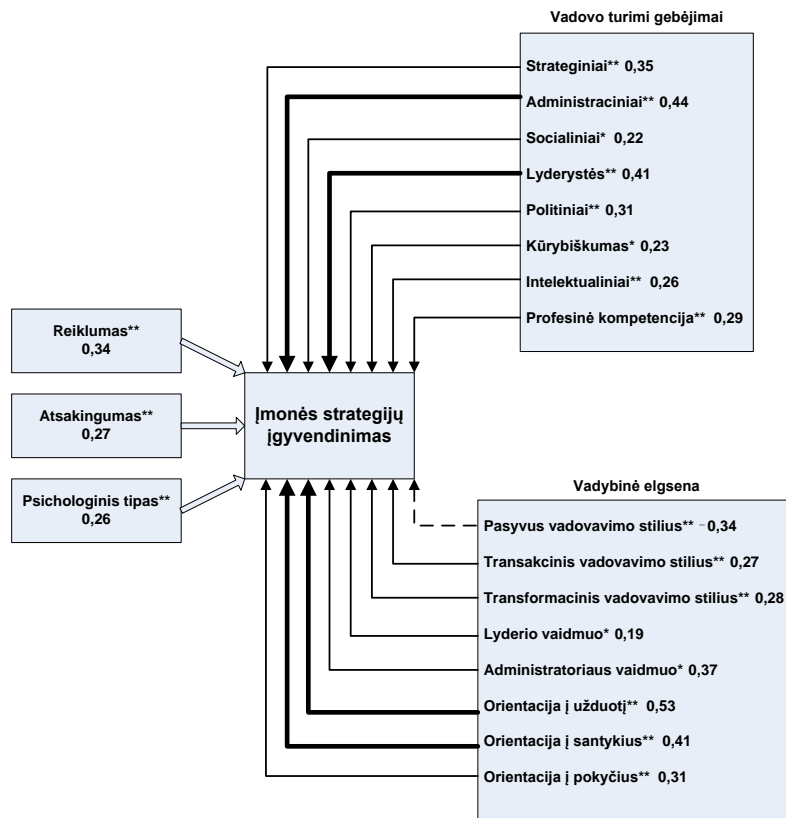 Vadovo turimi gebėjimai
Strateginiai** 0,35
Administraciniai** 0,44
Socialiniai* 0,22
Lyderystės** 0,41
Politiniai** 0,31
Kūrybiškumas* 0,23
Intelektualiniai** 0,26
Profesinė kompetencija** 0,29
Reiklumas**
0,34
Atsakingumas**
0,27
Psichologinis tipas**
0,26
Įmonės strategijų
įgyvendinimas
Vadybinė elgsena
Pasyvus vadovavimo stilius** -0,34
Transakcinis vadovavimo stilius** 0,27
Transformacinis vadovavimo stilius** 0,28
Lyderio vaidmuo* 0,19
Administratoriaus vaidmuo* 0,37
Orientacija į užduotį** 0,53
Orientacija į santykius** 0,41
Orientacija į pokyčius** 0,31